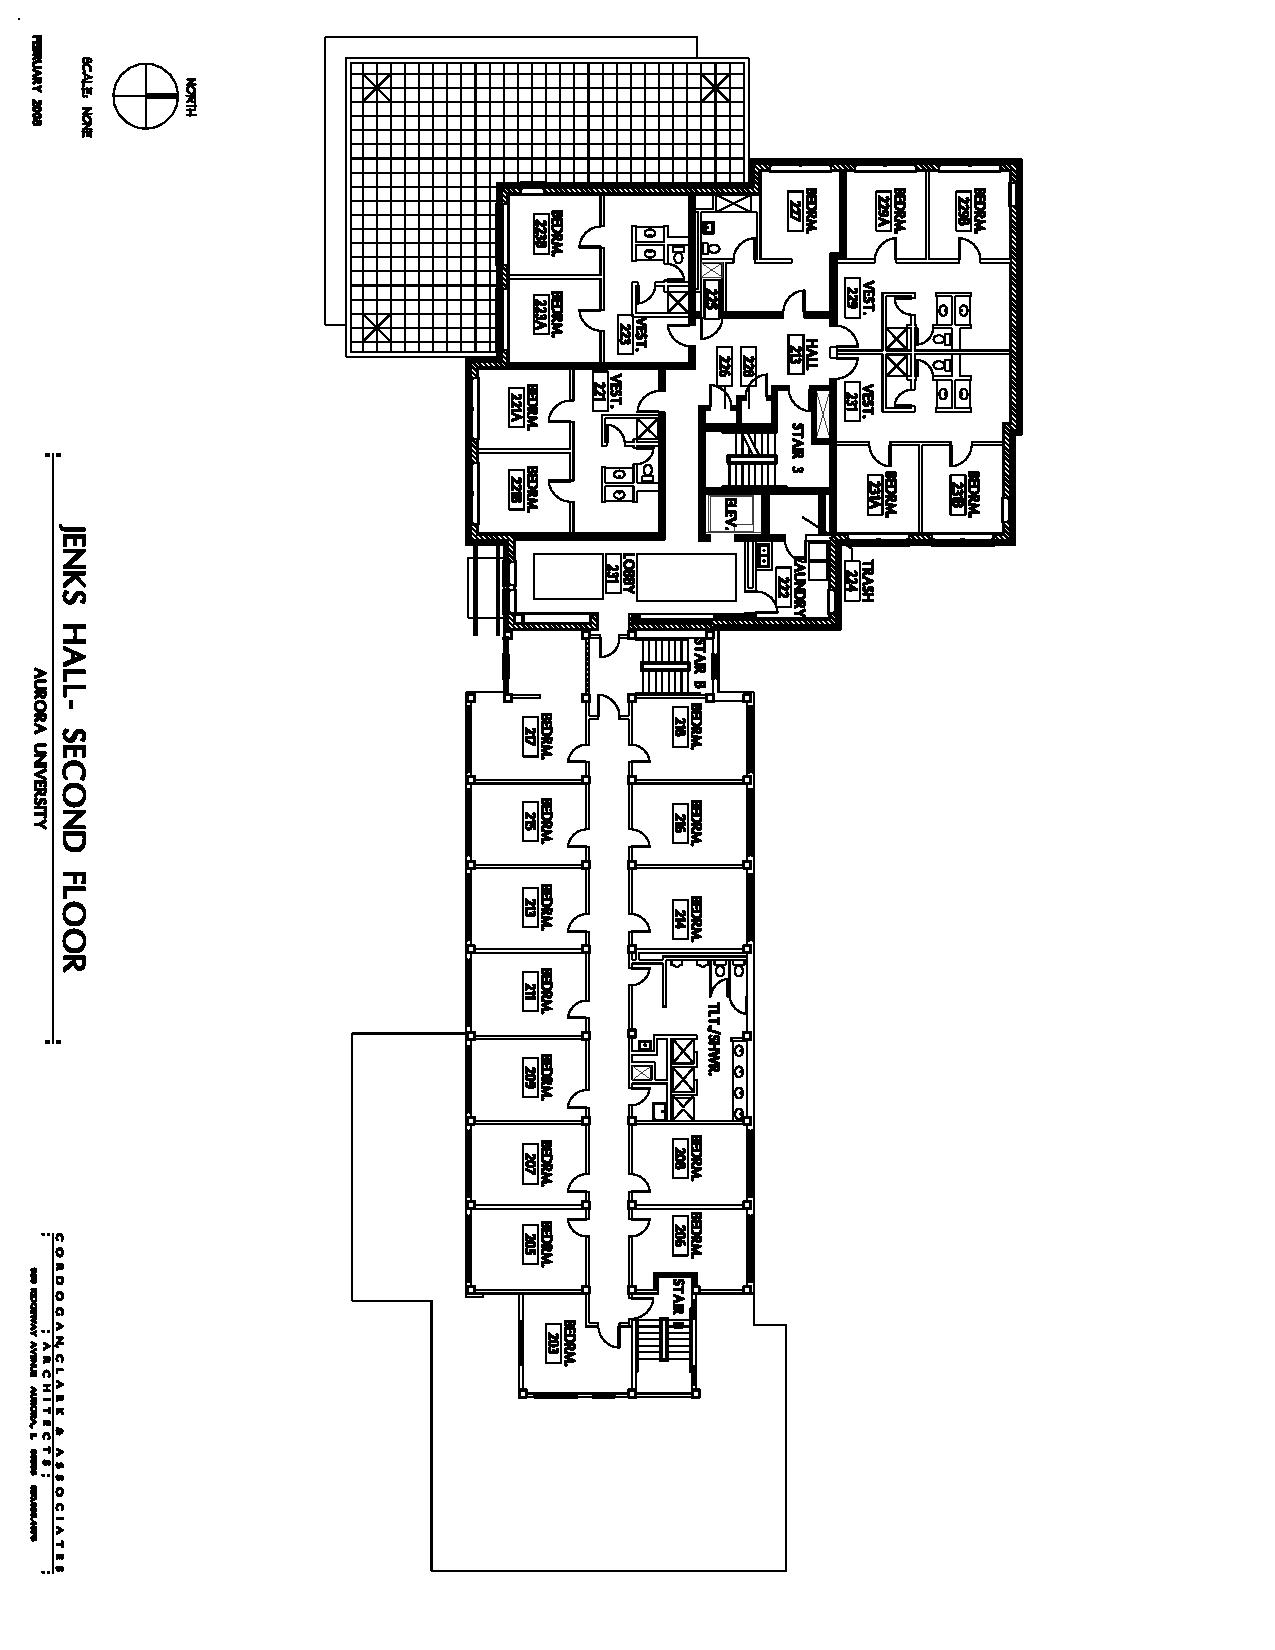 NORTH
SCALE: NONE
FEBRUARY 2008
JENKS HALL- SECOND FLOOR
AURORA UNIVERSITY
CORDOGAN, CLARK & ASSOCIATES
: ARCHITECTS :
BEDRM.
227
BEDRM.
229A
BEDRM.
229B
BEDRM.
223B
BEDRM.
223A
VEST.
223
225
VEST.
229
HALL
213
226
228
VEST.
231
VEST.
221
BEDRM.
221A
BEDRM.
221B
STAIR 3
BEDRM.
231A
BEDRM.
231B
ELEV.
LOBBY
231
LAUNDRY
222
TRASH
224
STAIR B
BEDRM.
217
BEDRM.
218
BEDRM.
215
BEDRM.
216
BEDRM.
213
BEDRM.
214
BEDRM.
211
TLT./SHWR.
BEDRM.
209
BEDRM.
207
BEDRM.
208
BEDRM.
205
BEDRM.
206
STAIR
BEDRM.
203